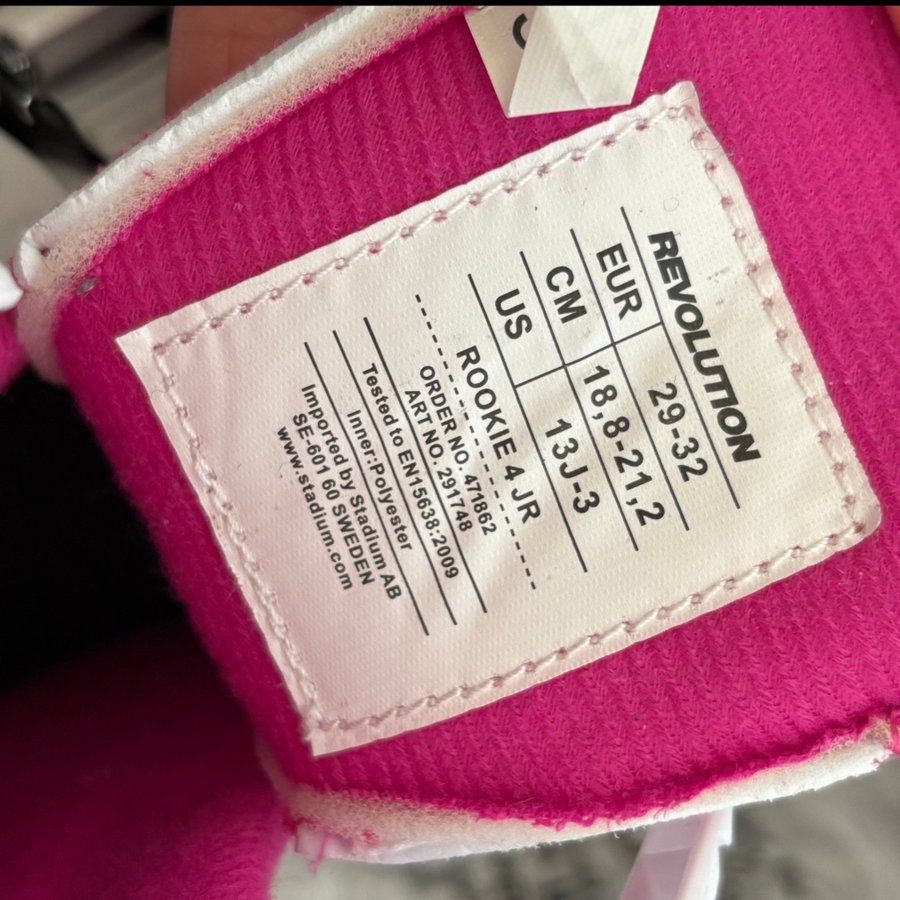 REVOLUTION
EUR 29-32
CM 18,8-21,2
US 13J-3
ROOKIE 4 JR
ORDER NO. 471862
ART NO. 291748
Tested to EN15638:2009
Inner:Polyester
Imported by Stadium AB
SE-601 60 SWEDEN
www.stadium.com